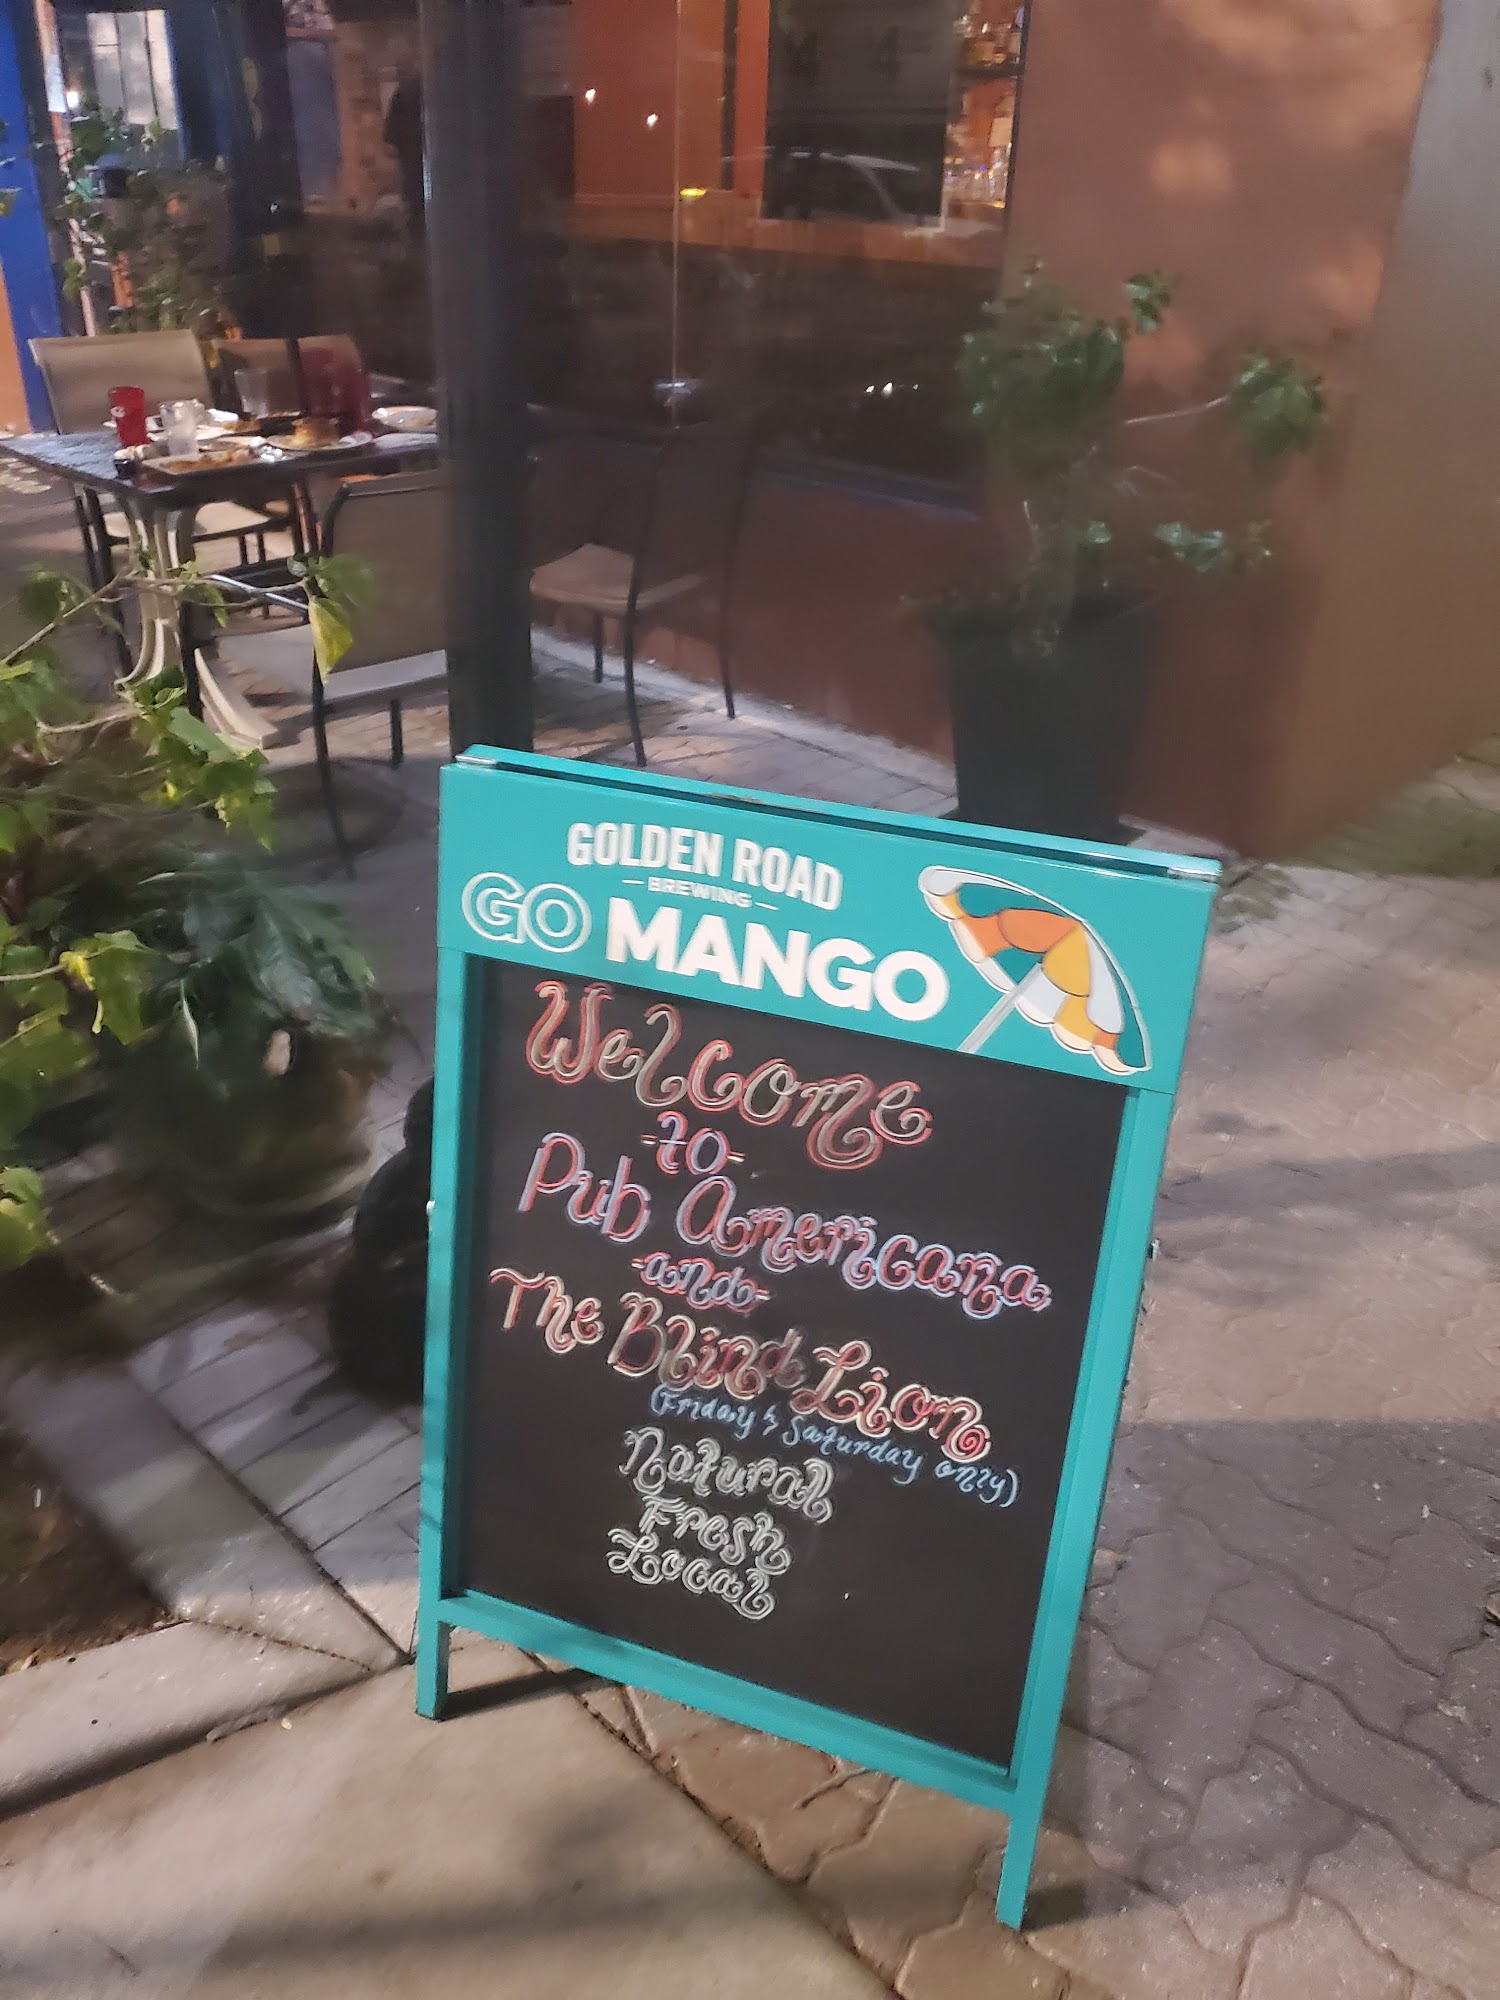 GOLDEN ROAD
— BREWING —
GO MANGO
Welcome
-to-
Pub Americana,
-and-
The Blind Lion
(Friday & Saturday only)
Natural
Fresh
Local